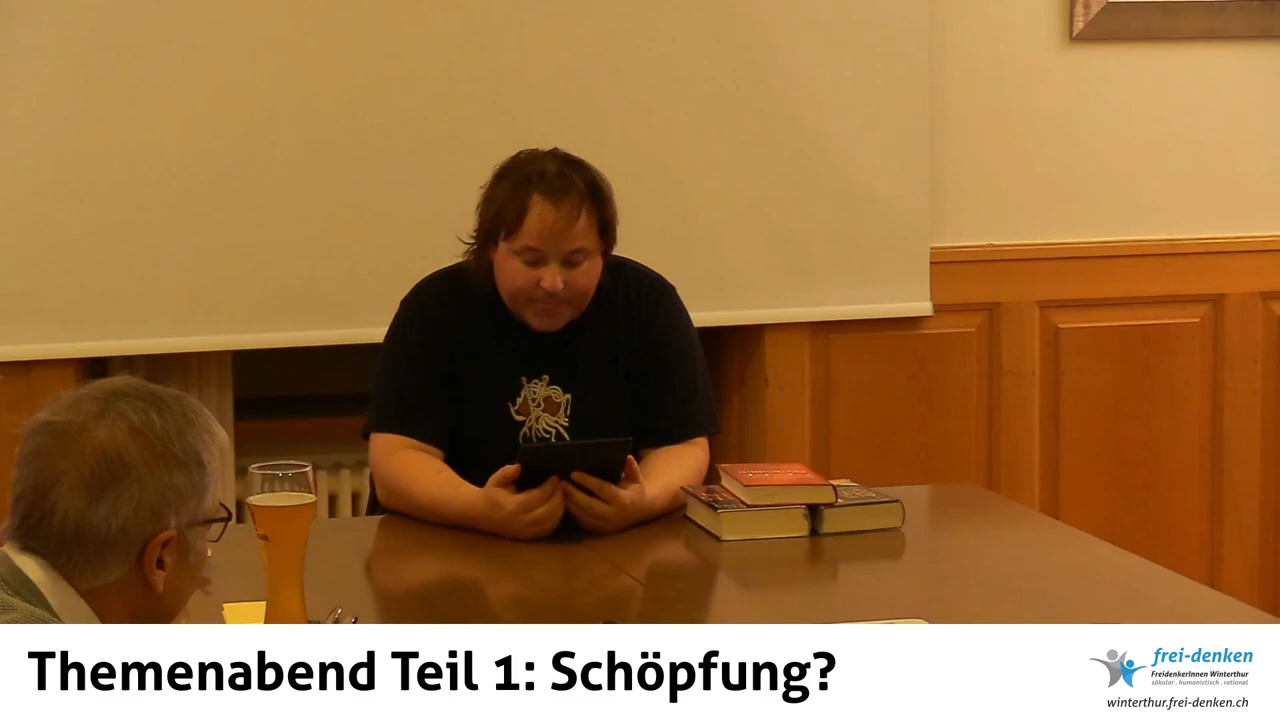 Themenabend Teil 1: Schöpfung?
frei-denken
FreidenkerInnen Winterthur
säkular . humanistisch . rational
winterthur.frei-denken.ch